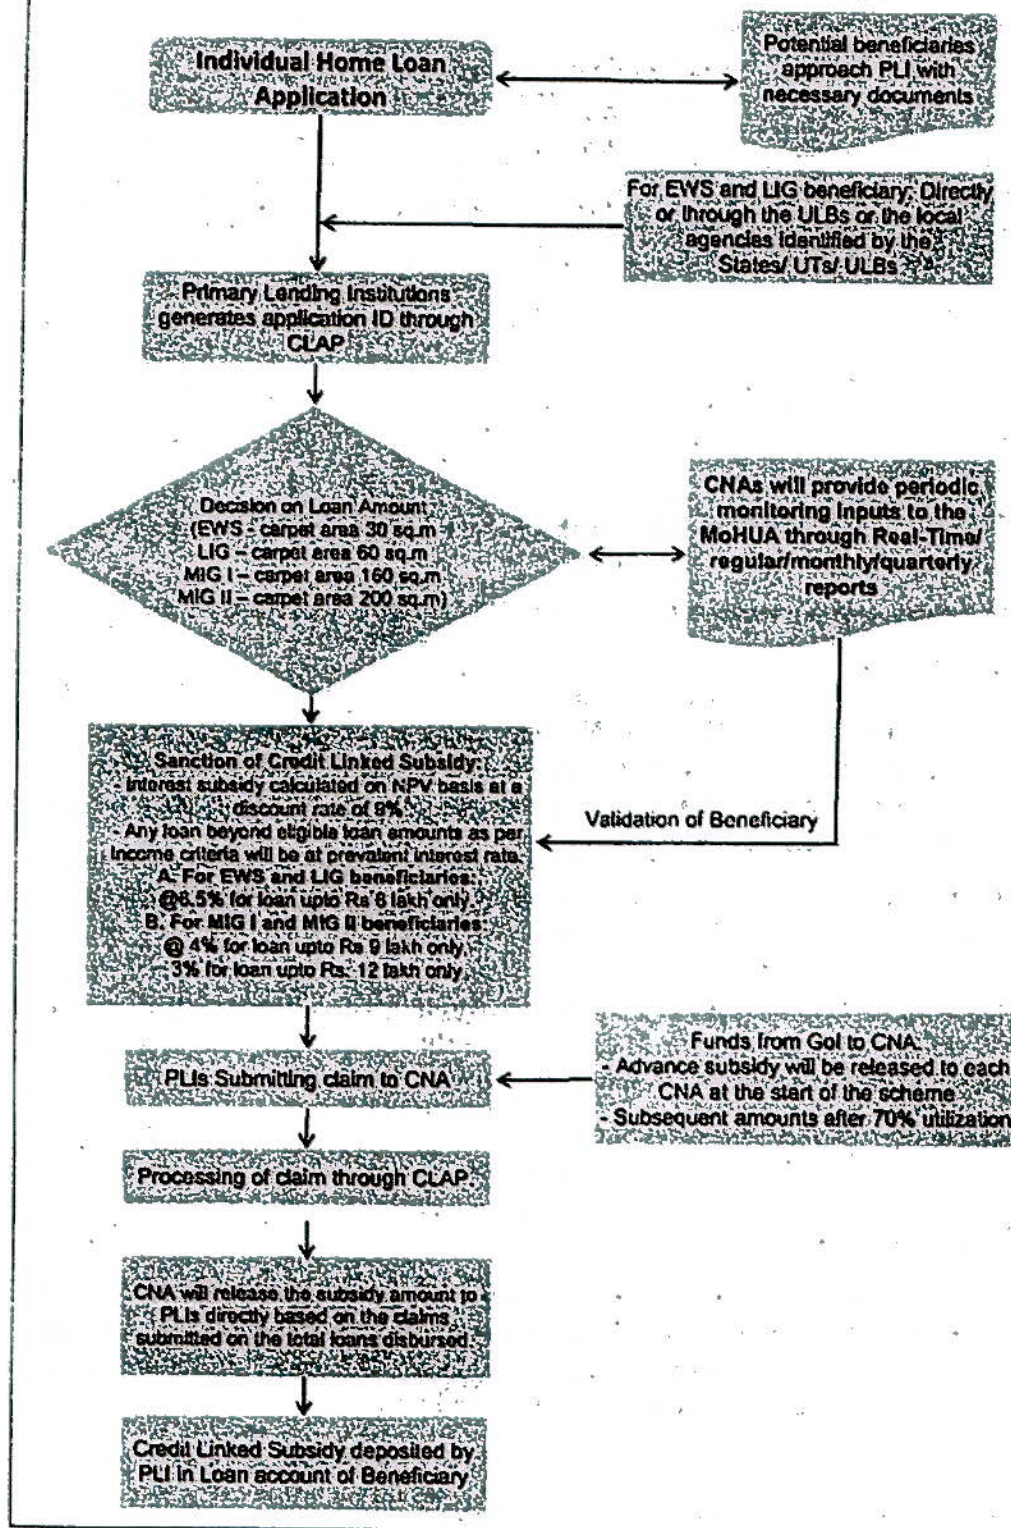 Individual Home Loan
Application
Potential beneficiaries
approach PLI with
necessary documents
For EWS and LIG beneficiary: Directly
or through the ULBs or the local
agencies identified by the
States/ UTs/ ULBs
Primary Lending Institutions
generates application ID through
CLAP
Decision on Loan Amount
(EWS - carpet area 30 sq.m
LIG – carpet area 60 sq.m
MIG I – carpet area 160 sq.m
MIG II – carpet area 200 sq.m)
CNAs will provide periodic
monitoring inputs to the
MoHUA through Real-Time/
regular/monthly/quarterly
reports
Sanction of Credit Linked Subsidy:
- Interest subsidy calculated on NPV basis at a
discount rate of 9%
- Any loan beyond eligible loan amounts as per
income criteria will be at prevalent interest rate.
A. For EWS and LIG beneficiaries:
@6.5% for loan upto Rs 6 lakh only.
B. For MIG I and MIG II beneficiaries:
@ 4% for loan upto Rs 9 lakh only
3% for loan upto Rs. 12 lakh only
Validation of Beneficiary
PLIs Submitting claim to CNA
Funds from GoI to CNA:
- Advance subsidy will be released to each
CNA at the start of the scheme
- Subsequent amounts after 70% utilization
Processing of claim through CLAP.
CNA will release the subsidy amount to
PLIs directly based on the claims
submitted on the total loans disbursed.
Credit Linked Subsidy deposited by
PLI in Loan account of Beneficiary